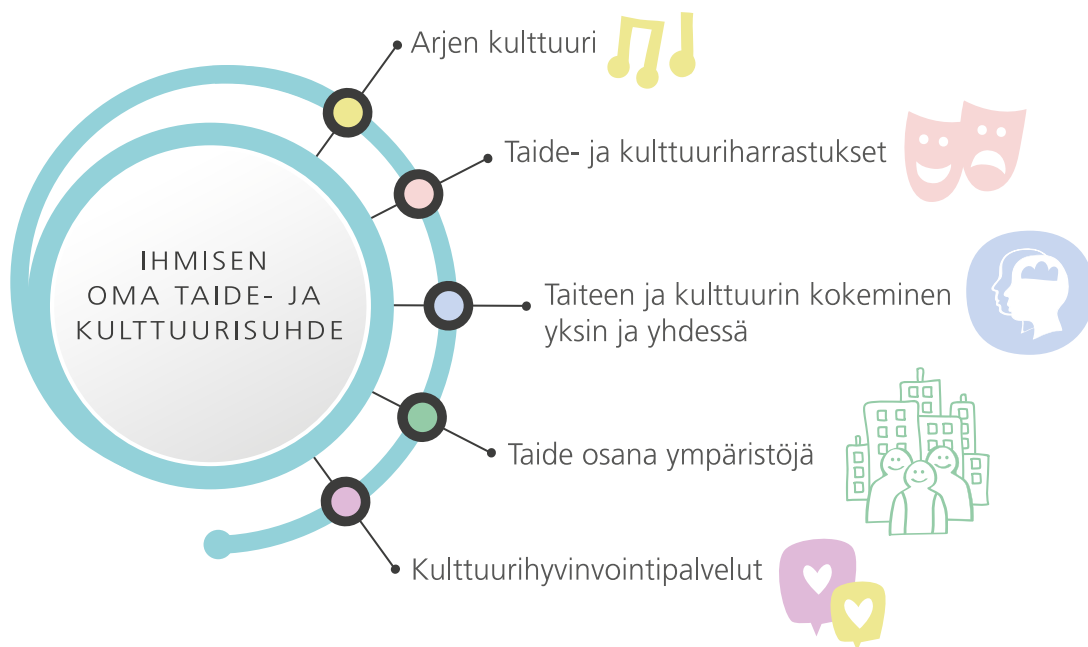 Arjen kulttuuri
Taide- ja kulttuuriharrastukset
IHMISEN
OMA TAIDE- JA
KULTTUURISUHDE
Taiteen ja kulttuurin kokeminen
yksin ja yhdessä
Taide osana ympäristöjä
Kulttuurihyvinvointipalvelut